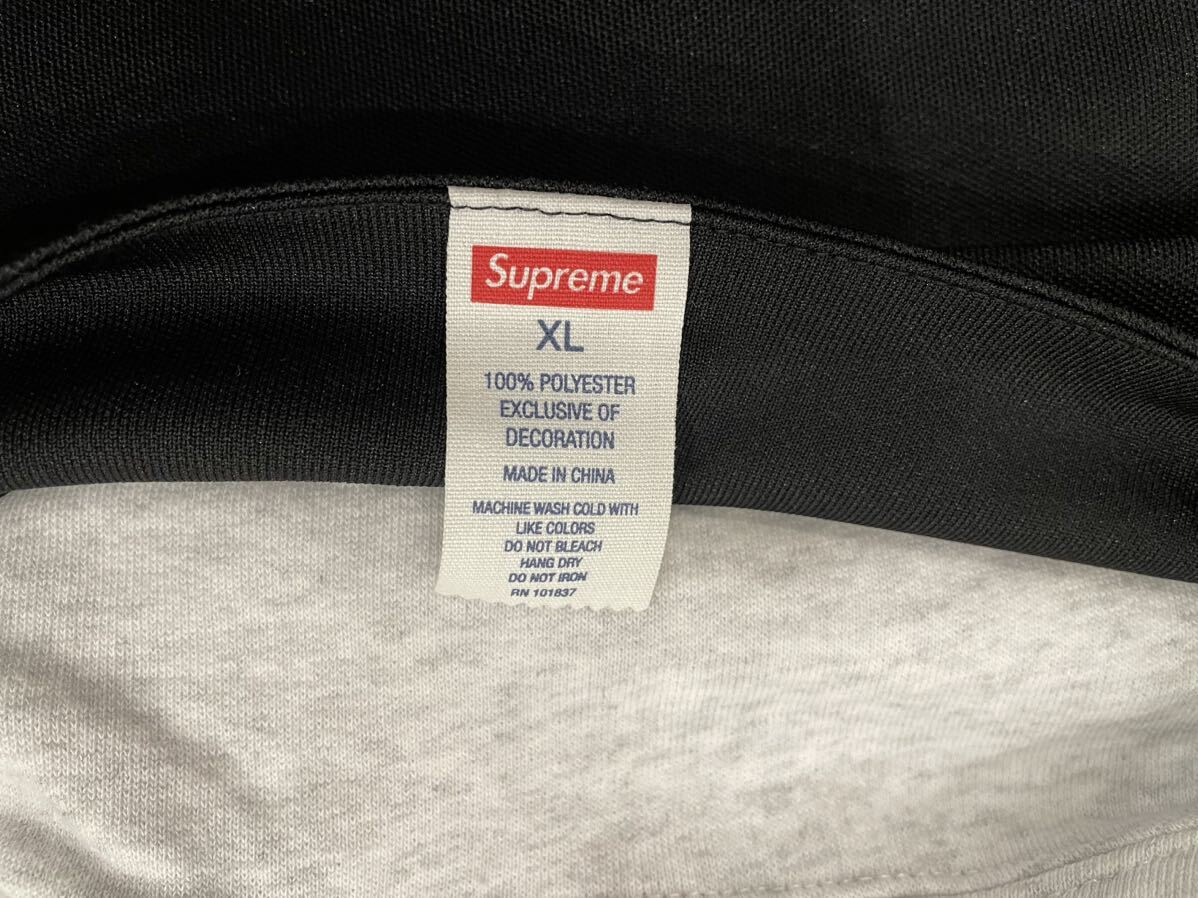 Supreme
XL
100% POLYESTER
EXCLUSIVE OF
DECORATION
MADE IN CHINA
MACHINE WASH COLD WITH
LIKE COLORS
DO NOT BLEACH
HANG DRY
DO NOT IRON
RN 101837